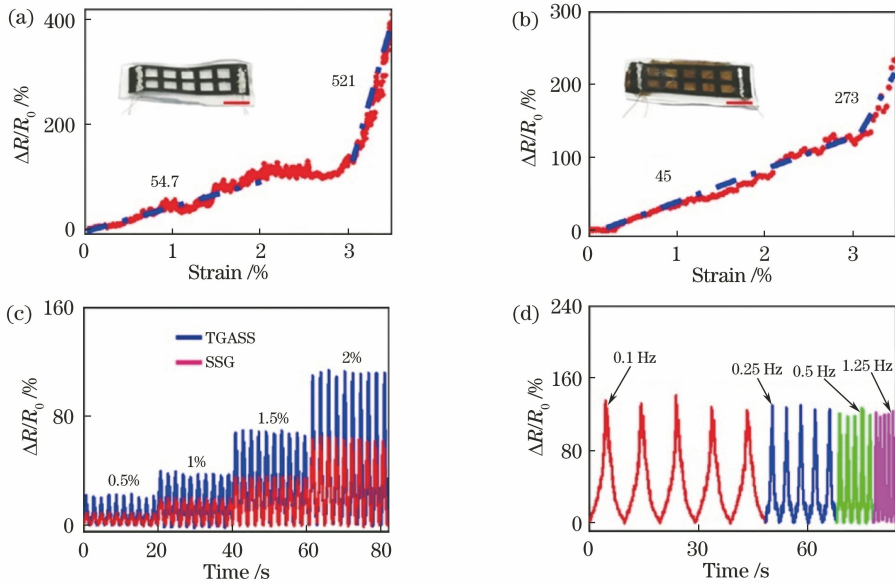 (a)
400
200
0
ΔR/R₀ /%
54.7
521
1
2
3
0
Strain /%
(b)
300
200
100
0
ΔR/R₀ /%
45
273
0
1
2
3
Strain /%
(c)
160
80
0
ΔR/R₀ /%
TGASS
SSG
0.5%
1%
1.5%
2%
0
20
40
60
80
Time /s
(d)
240
160
80
0
ΔR/R₀ /%
0.1 Hz
0.25 Hz
0.5 Hz
1.25 Hz
0
30
60
Time /s